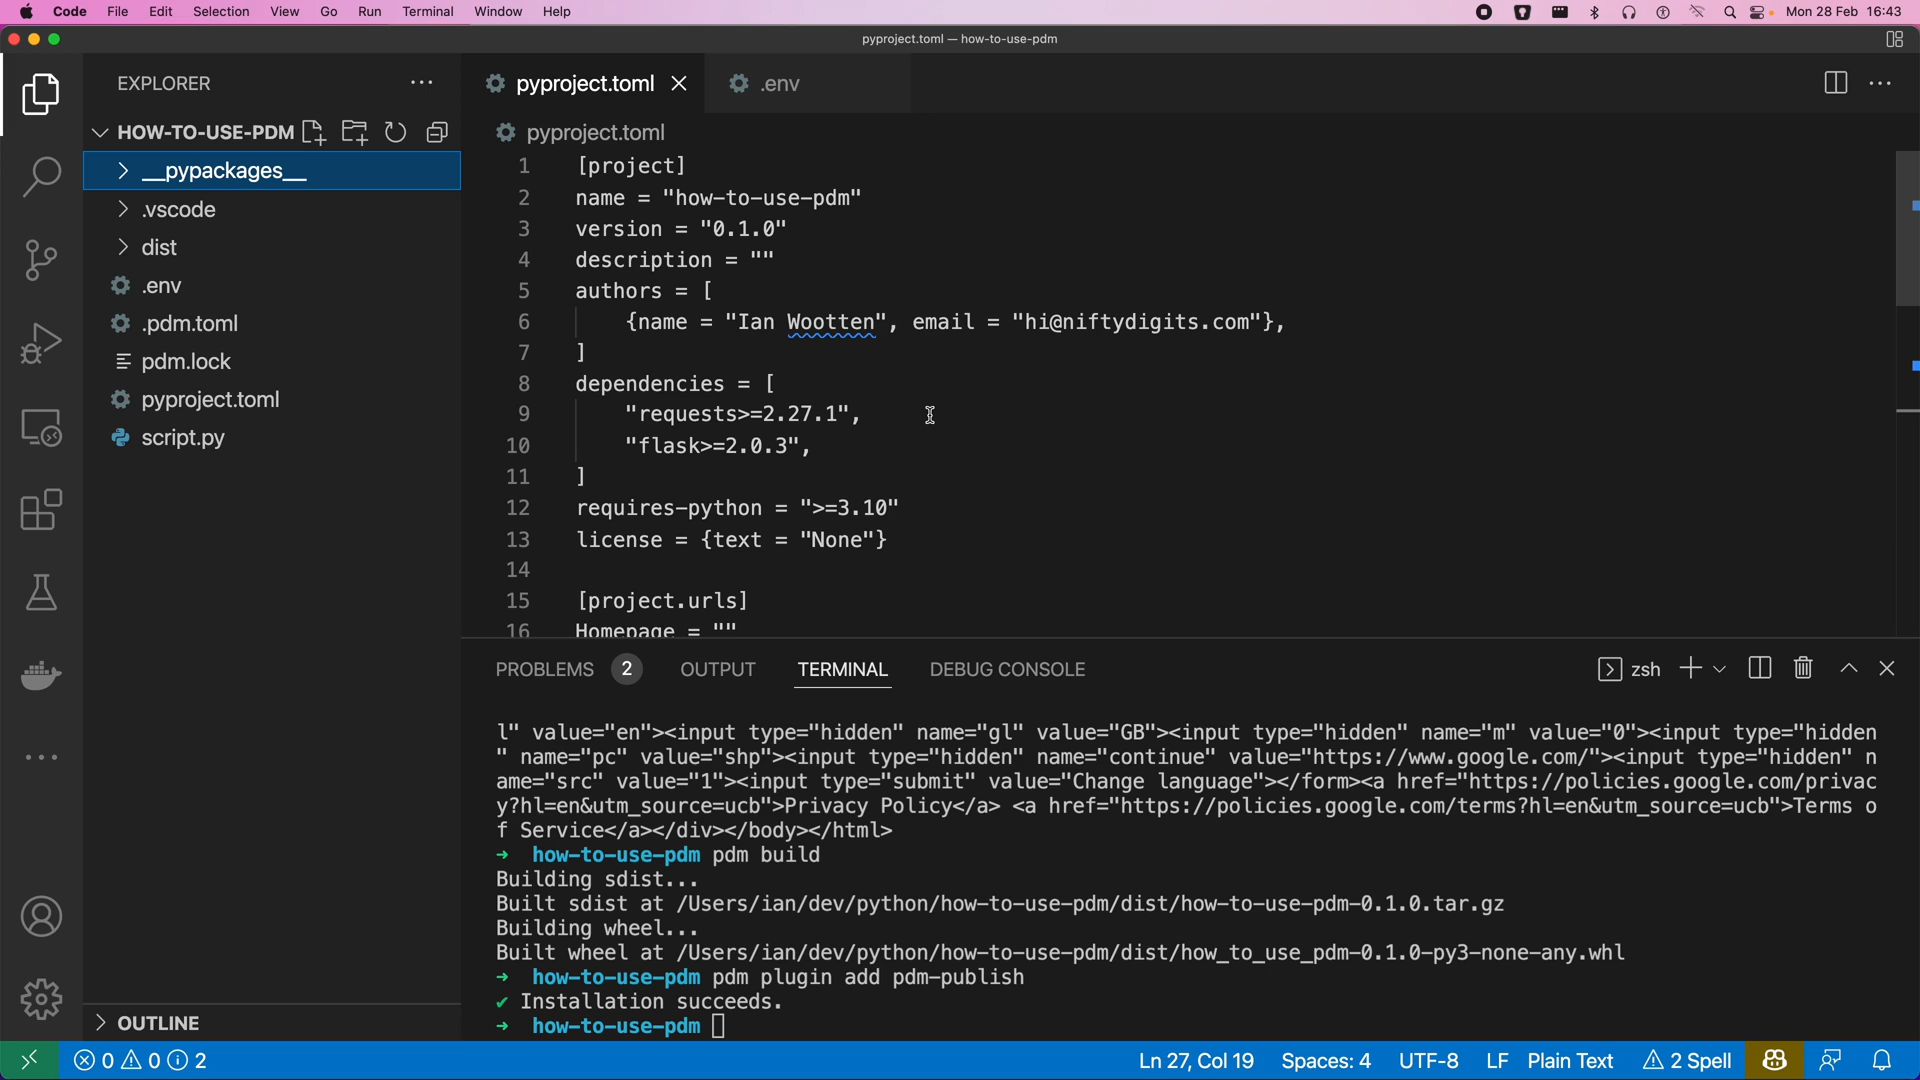 Code File Edit Selection View Go Run Terminal Window Help Mon 28 Feb 16:43
pyproject.toml — how-to-use-pdm
EXPLORER
HOW-TO-USE-PDM
__pypackages__
.vscode
dist
.env
.pdm.toml
pdm.lock
pyproject.toml
script.py
OUTLINE
pyproject.toml .env
pyproject.toml
1 [project]
2 name = "how-to-use-pdm"
3 version = "0.1.0"
4 description = ""
5 authors = [
6 {name = "Ian Wootten", email = "hi@niftydigits.com"},
7 ]
8 dependencies = [
9 "requests>=2.27.1",
10 "flask>=2.0.3",
11 ]
12 requires-python = ">=3.10"
13 license = {text = "None"}
14
15 [project.urls]
16 Homepage = ""
PROBLEMS 2 OUTPUT TERMINAL DEBUG CONSOLE zsh
l" value="en"><input type="hidden" name="gl" value="GB"><input type="hidden" name="m" value="0"><input type="hidden
" name="pc" value="shp"><input type="hidden" name="continue" value="https://www.google.com/"><input type="hidden" n
ame="src" value="1"><input type="submit" value="Change language"></form><a href="https://policies.google.com/privac
y?hl=en&utm_source=ucb">Privacy Policy</a> <a href="https://policies.google.com/terms?hl=en&utm_source=ucb">Terms o
f Service</a></div></body></html>
➜ how-to-use-pdm pdm build
Building sdist...
Built sdist at /Users/ian/dev/python/how-to-use-pdm/dist/how-to-use-pdm-0.1.0.tar.gz
Building wheel...
Built wheel at /Users/ian/dev/python/how-to-use-pdm/dist/how_to_use_pdm-0.1.0-py3-none-any.whl
➜ how-to-use-pdm pdm plugin add pdm-publish
✔ Installation succeeds.
➜ how-to-use-pdm
0 0 2 Ln 27, Col 19 Spaces: 4 UTF-8 LF Plain Text 2 Spell